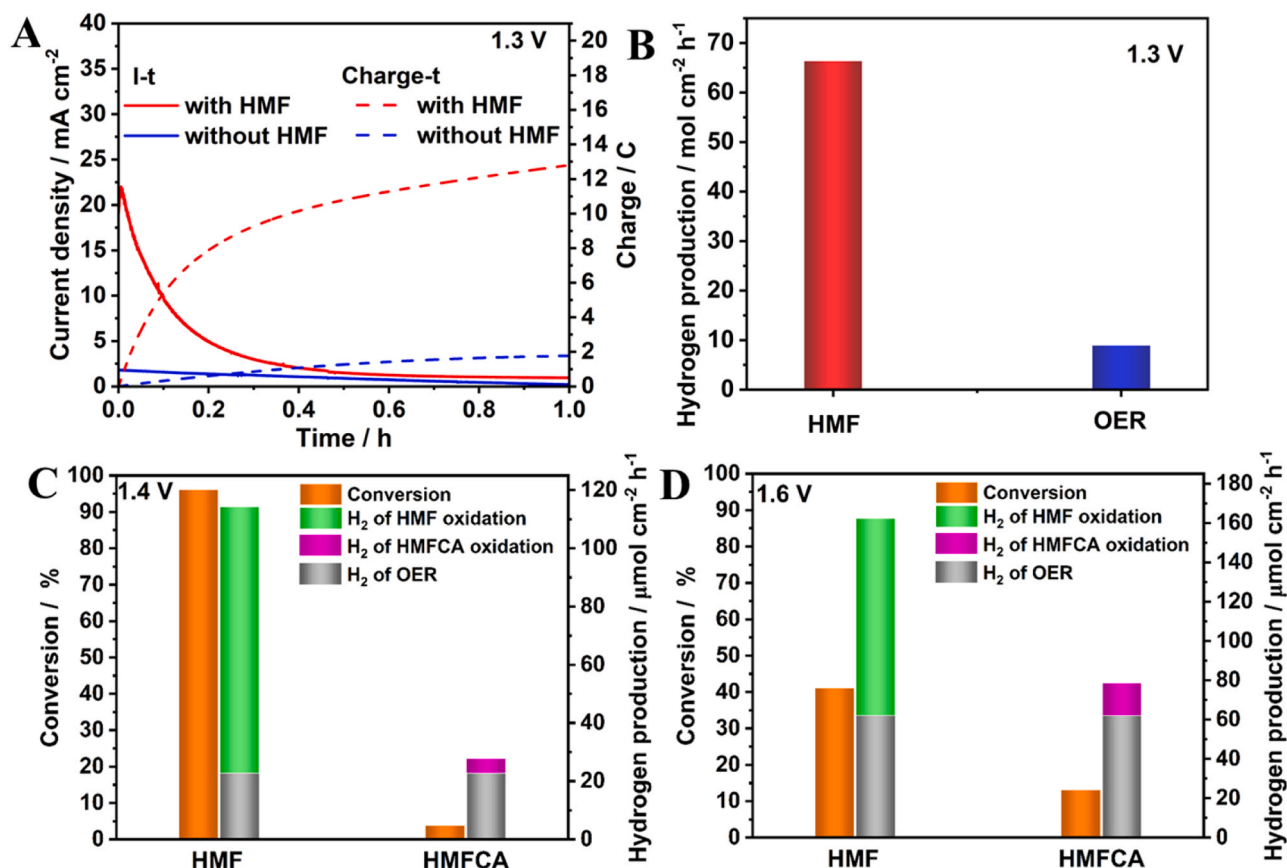 A
1.3 V
I-t
Charge-t
with HMF
with HMF
without HMF
without HMF
Current density / mA cm-2
40
35
30
25
20
15
10
5
0
Charge / C
20
18
16
14
12
10
8
6
4
2
0
0.0 0.2 0.4 0.6 0.8 1.0
Time / h
B
1.3 V
Hydrogen production / mol cm-2 h-1
70
60
50
40
30
20
10
0
HMF OER
C
1.4 V
Conversion
H2 of HMF oxidation
H2 of HMFCA oxidation
H2 of OER
Conversion / %
100
90
80
70
60
50
40
30
20
10
0
Hydrogen production / μmol cm-2 h-1
120
100
80
60
40
20
0
HMF HMFCA
D
1.6 V
Conversion
H2 of HMF oxidation
H2 of HMFCA oxidation
H2 of OER
Conversion / %
100
90
80
70
60
50
40
30
20
10
0
Hydrogen production / μmol cm-2 h-1
180
160
140
120
100
80
60
40
20
0
HMF HMFCA